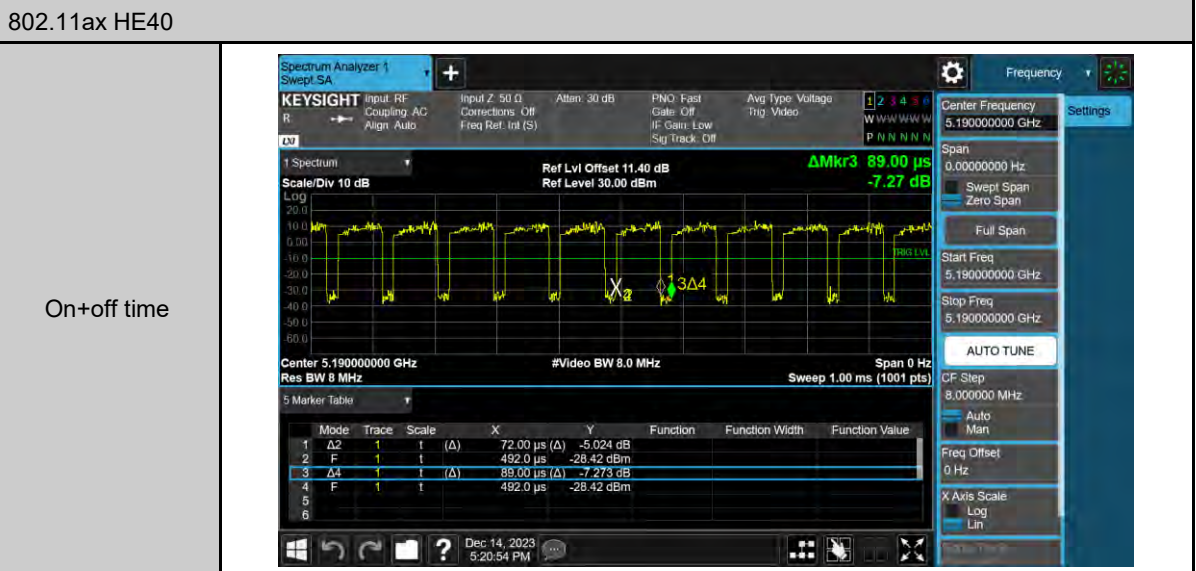 802.11ax HE40
On+off time
Spectrum Analyzer 1
Swept SA
+
Frequency
KEYSIGHT
R
LXI
Input: RF
Coupling: AC
Align: Auto
Input Z: 50 Ω
Corrections: Off
Freq Ref: Int (S)
Atten: 30 dB
PNO: Fast
Gate: Off
IF Gain: Low
Sig Track: Off
Avg Type: Voltage
Trig: Video
1 2 3 4 5 6
W W W W W W
P N N N N N
1 Spectrum
Scale/Div 10 dB
Ref Lvl Offset 11.40 dB
Ref Level 30.00 dBm
ΔMkr3 89.00 µs
-7.27 dB
Log
20.0
10.0
0.00
-10.0
-20.0
-30.0
-40.0
-50.0
-60.0
TRIG LVL
X2
1
3Δ4
Center 5.190000000 GHz
#Video BW 8.0 MHz
Span 0 Hz
Res BW 8 MHz
Sweep 1.00 ms (1001 pts)
5 Marker Table
Mode Trace Scale X Y Function Function Width Function Value
1 Δ2 1 t (Δ) 72.00 µs (Δ) -5.024 dB
2 F 1 t 492.0 µs -28.42 dBm
3 Δ4 1 t (Δ) 89.00 µs (Δ) -7.273 dB
4 F 1 t 492.0 µs -28.42 dBm
5
6
?
Dec 14, 2023
5:20:54 PM
Center Frequency
5.190000000 GHz
Settings
Span
0.00000000 Hz
Swept Span
Zero Span
Full Span
Start Freq
5.190000000 GHz
Stop Freq
5.190000000 GHz
AUTO TUNE
CF Step
8.000000 MHz
Auto
Man
Freq Offset
0 Hz
X Axis Scale
Log
Lin